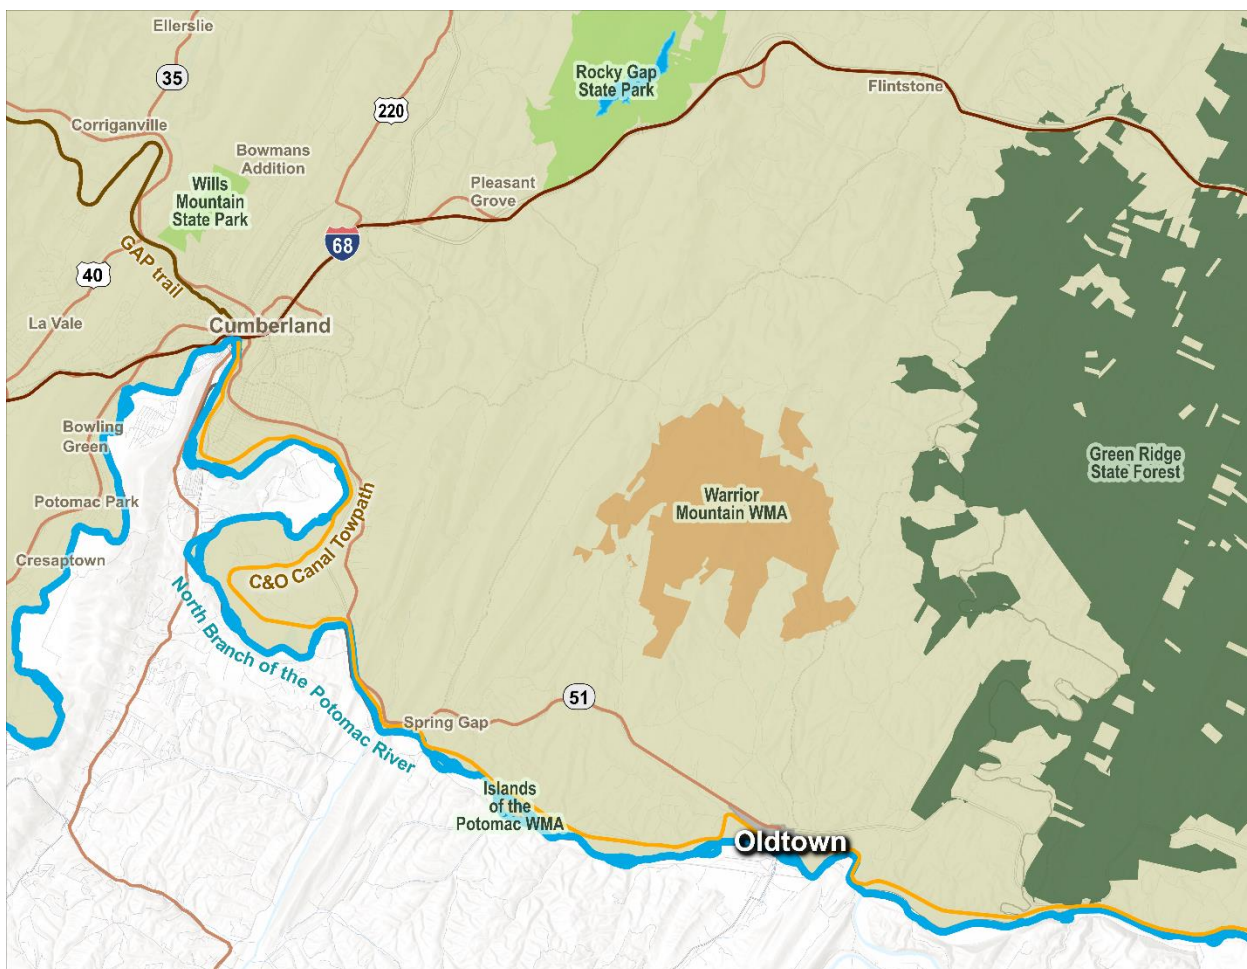 Ellerslie
35
220
Rocky Gap
State Park
Flintstone
Corriganville
Bowmans
Addition
Wills
Mountain
State Park
Pleasant
Grove
68
GAP trail
40
La Vale
Cumberland
Bowling
Green
Green Ridge
State Forest
Potomac Park
Warrior
Mountain WMA
Cresaptown
C&O Canal Towpath
North Branch of the Potomac River
51
Spring Gap
Islands
of the
Potomac WMA
Oldtown